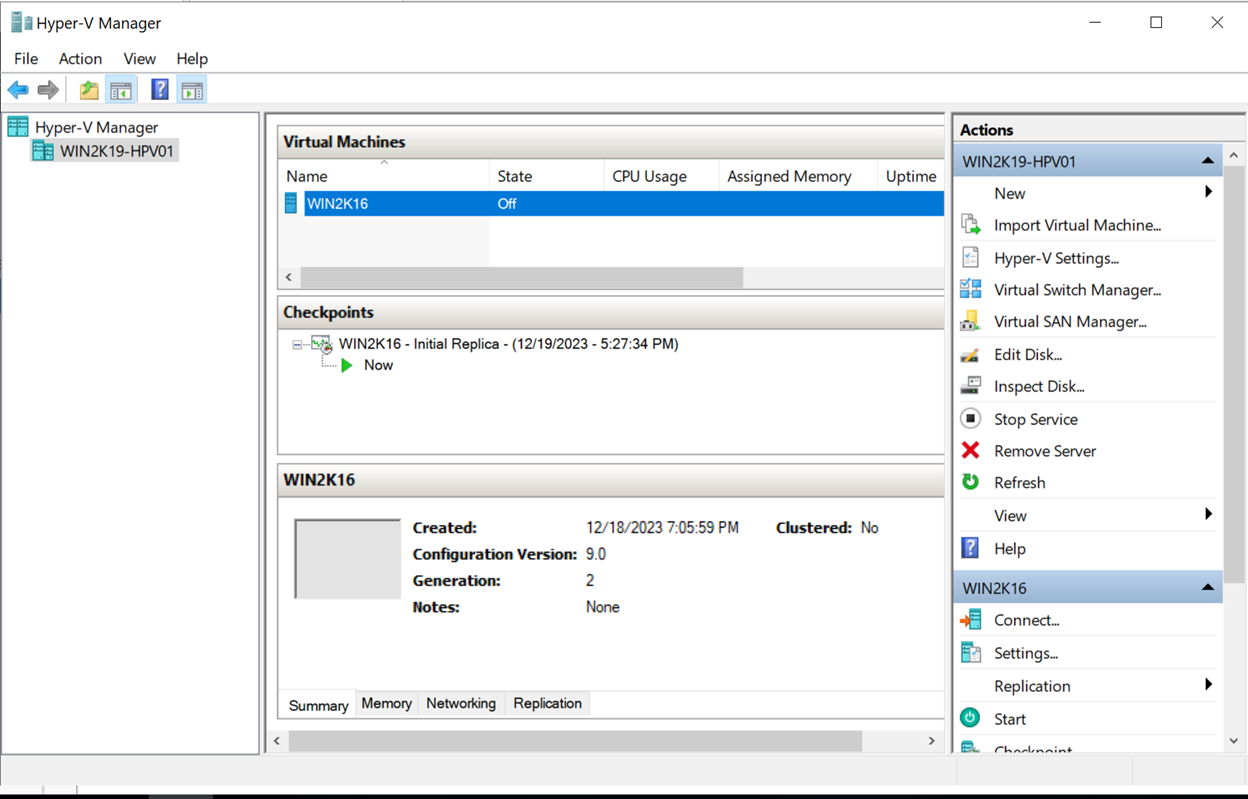 Hyper-V Manager
File Action View Help
Hyper-V Manager
WIN2K19-HPV01
Virtual Machines
Name State CPU Usage Assigned Memory Uptime
WIN2K16 Off
Checkpoints
WIN2K16 - Initial Replica - (12/19/2023 - 5:27:34 PM)
Now
WIN2K16
Created: 12/18/2023 7:05:59 PM Clustered: No
Configuration Version: 9.0
Generation: 2
Notes: None
Summary Memory Networking Replication
Actions
WIN2K19-HPV01
New
Import Virtual Machine...
Hyper-V Settings...
Virtual Switch Manager...
Virtual SAN Manager...
Edit Disk...
Inspect Disk...
Stop Service
Remove Server
Refresh
View
Help
WIN2K16
Connect...
Settings...
Replication
Start
Checkpoint